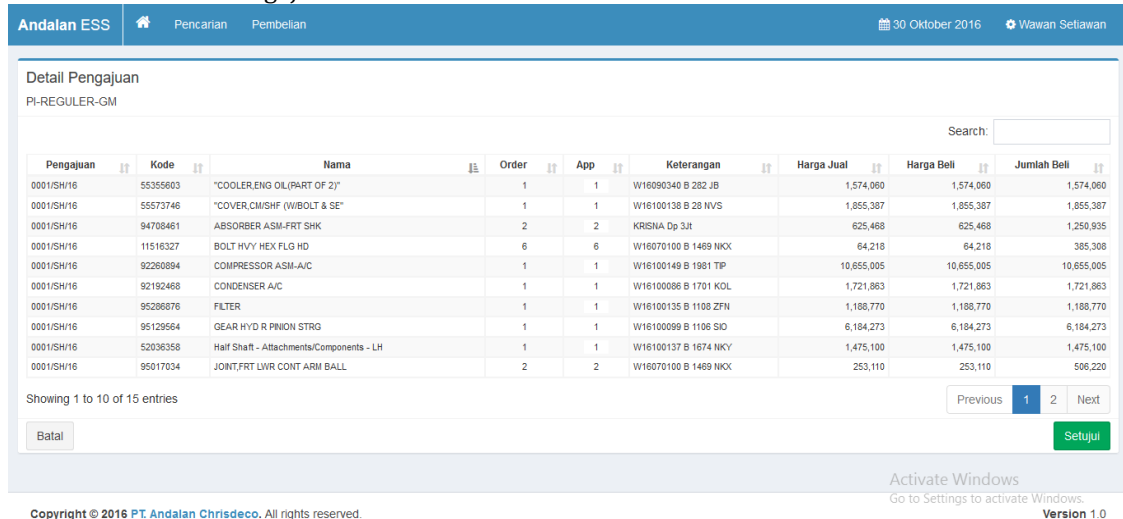 Andalan ESS Pencarian Pembelian 30 Oktober 2016 Wawan Setiawan
Detail Pengajuan
PI-REGULER-GM
Search:
Pengajuan Kode Nama Order App Keterangan Harga Jual Harga Beli Jumlah Beli
0001/SH/16 55355603 "COOLER,ENG OIL(PART OF 2)" 1 1 W16090340 B 282 JB 1,574,060 1,574,060 1,574,060
0001/SH/16 55573746 "COVER,CM/SHF (W/BOLT & SE" 1 1 W16100138 B 28 NVS 1,855,387 1,855,387 1,855,387
0001/SH/16 94708461 ABSORBER ASM-FRT SHK 2 2 KRISNA Dp 3Jt 625,468 625,468 1,250,935
0001/SH/16 11516327 BOLT HVY HEX FLG HD 6 6 W16070100 B 1469 NKX 64,218 64,218 385,308
0001/SH/16 92260894 COMPRESSOR ASM-A/C 1 1 W16100149 B 1981 TIP 10,655,005 10,655,005 10,655,005
0001/SH/16 92192468 CONDENSER A/C 1 1 W16100086 B 1701 KOL 1,721,863 1,721,863 1,721,863
0001/SH/16 95286876 FILTER 1 1 W16100135 B 1108 ZFN 1,188,770 1,188,770 1,188,770
0001/SH/16 95129564 GEAR HYD R PINION STRG 1 1 W16100099 B 1106 SIO 6,184,273 6,184,273 6,184,273
0001/SH/16 52036358 Half Shaft - Attachments/Components - LH 1 1 W16100137 B 1674 NKY 1,475,100 1,475,100 1,475,100
0001/SH/16 95017034 JOINT,FRT LWR CONT ARM BALL 2 2 W16070100 B 1469 NKX 253,110 253,110 506,220
Showing 1 to 10 of 15 entries Previous 1 2 Next
Batal Setujui
Activate Windows
Go to Settings to activate Windows.
Copyright © 2016 PT. Andalan Chrisdeco. All rights reserved. Version 1.0